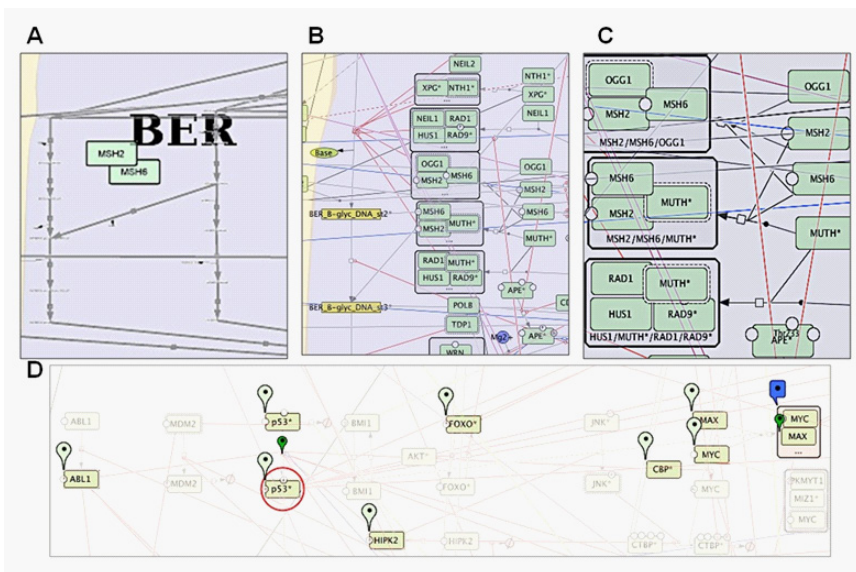 A
BER
MSH2
MSH6
B
NEIL2
XPG* NTH1*
...
NTH1*
XPG*
NEIL1
NEIL1 RAD1
HUS1 RAD9*
...
Base
OGG1
MSH2 MSH6
...
OGG1
MSH2
MSH6
MUTH*
BER_B-glyc_DNA_st2*
MSH6
MSH2 MUTH*
...
RAD1 MUTH*
HUS1 RAD9*
...
APE*
BER_B-glyc_DNA_st3*
POLB
TDP1
Mg2+
APE*
WRN
C
OGG1
MSH2 MSH6
MSH2/MSH6/OGG1
OGG1
MSH2
MSH6
MSH6
MSH2 MUTH*
MSH2/MSH6/MUTH*
MUTH*
RAD1 MUTH*
HUS1 RAD9*
HUS1/MUTH*/RAD1/RAD9*
Thr233
APE*
D
ABL1 MDM2 p53* BMI1 FOXO* JNK* MAX MYC
MAX
...
AKT* MYC
CBP*
ABL1 MDM2 p53* BMI1 FOXO* JNK* MYC PKMYT1
MIZ1*
MYC
HIPK2 HIPK2 CTBP* CTBP*